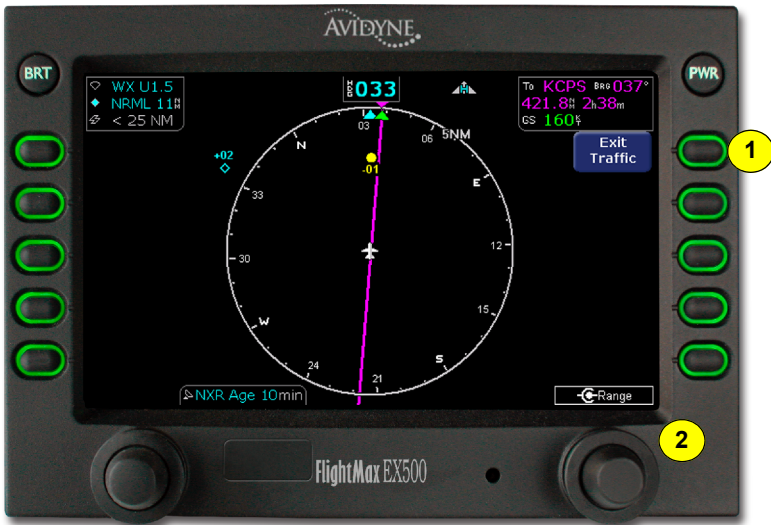 AVIDYNE
BRT
PWR
WX U1.5
NRML 11NM
< 25 NM
HDG 033
To KCPS BRG 037°
421.8NM 2h38m
GS 160KT
Exit
Traffic
1
5NM
N
03
06
E
12
15
S
21
24
W
30
33
+02
-01
NXR Age 10min
Range
2
FlightMax EX500